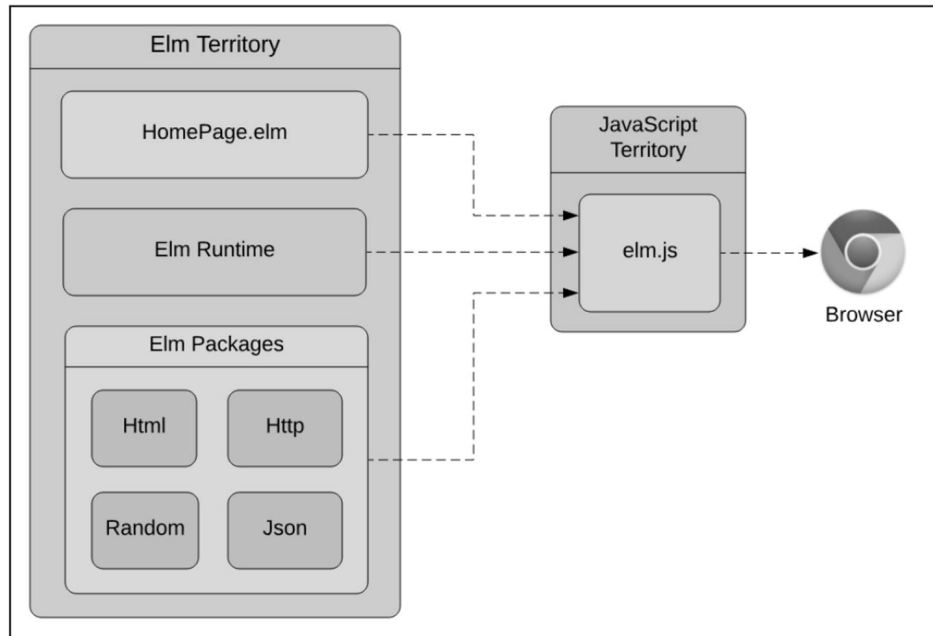 Elm Territory
HomePage.elm
Elm Runtime
Elm Packages
Html
Http
Random
Json
JavaScript
Territory
elm.js
Browser